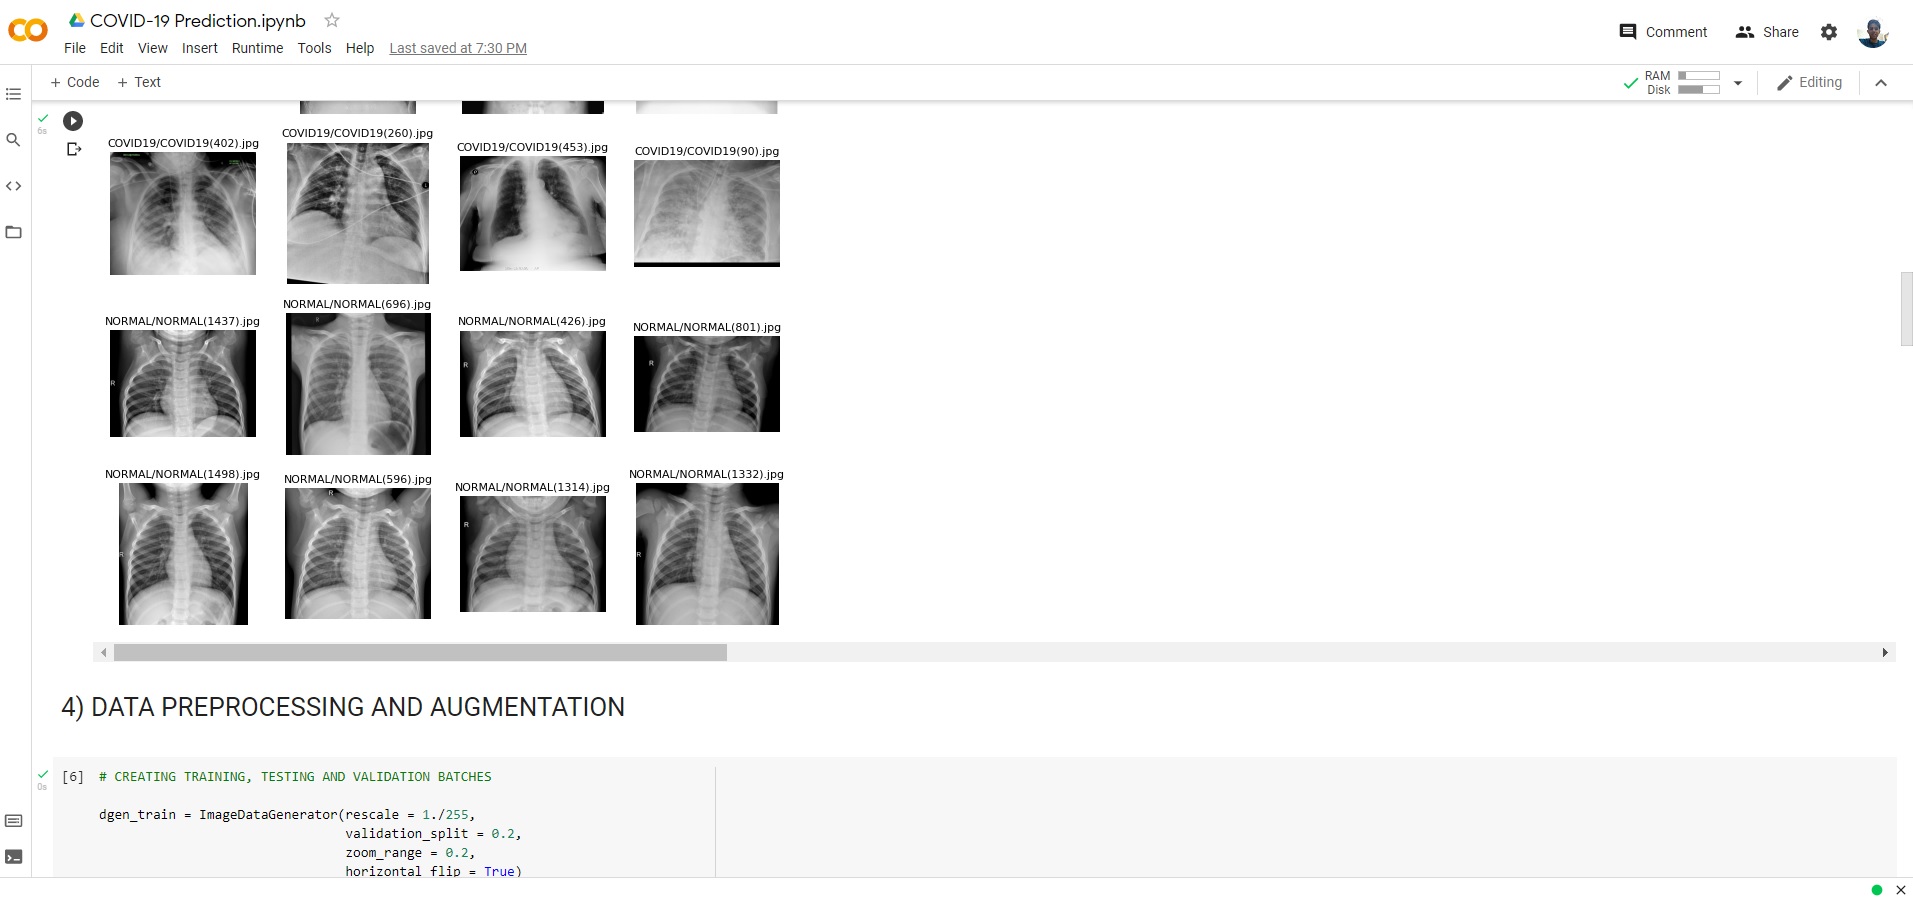 COVID-19 Prediction.ipynb
File Edit View Insert Runtime Tools Help Last saved at 7:30 PM
Comment Share
+ Code + Text
RAM
Disk
Editing
6s
COVID19/COVID19(402).jpg COVID19/COVID19(260).jpg COVID19/COVID19(453).jpg COVID19/COVID19(90).jpg
NORMAL/NORMAL(1437).jpg NORMAL/NORMAL(696).jpg NORMAL/NORMAL(426).jpg NORMAL/NORMAL(801).jpg
R R R
NORMAL/NORMAL(1498).jpg NORMAL/NORMAL(596).jpg NORMAL/NORMAL(1314).jpg NORMAL/NORMAL(1332).jpg
R R R R
4) DATA PREPROCESSING AND AUGMENTATION
0s
[6] # CREATING TRAINING, TESTING AND VALIDATION BATCHES
dgen_train = ImageDataGenerator(rescale = 1./255,
validation_split = 0.2,
zoom_range = 0.2,
horizontal_flip = True)